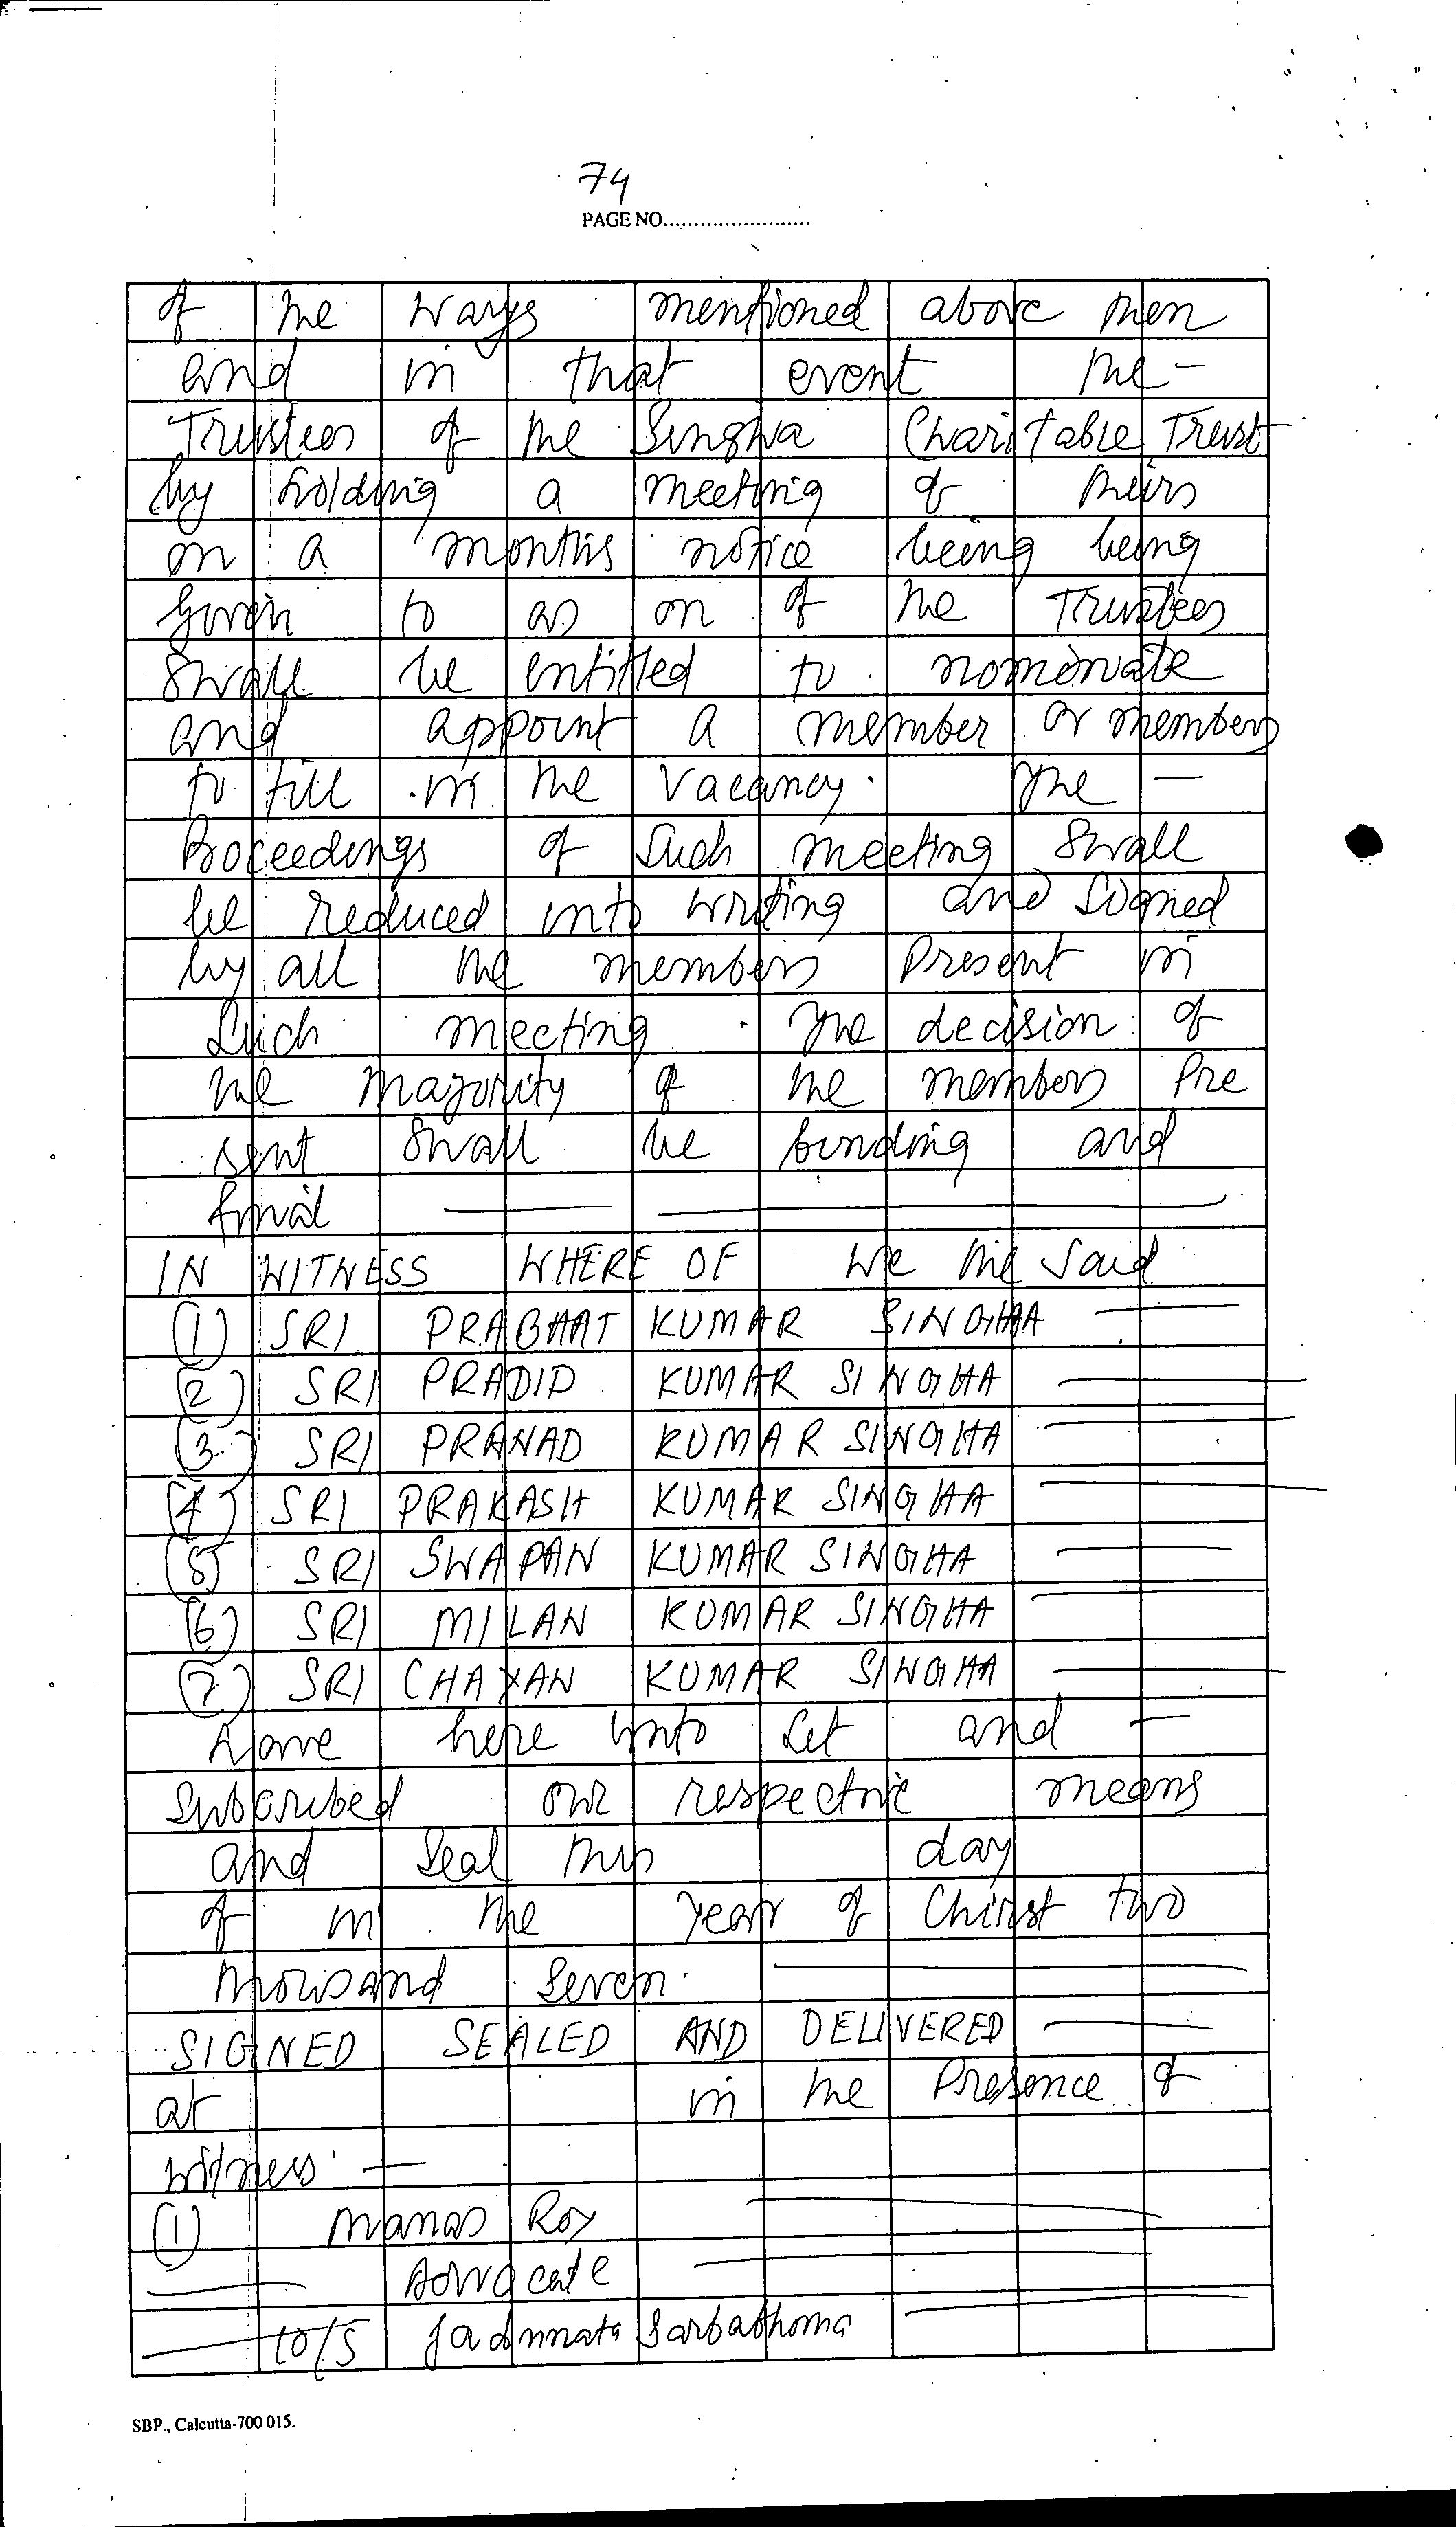 74
PAGE NO........................
of the ways mentioned above then
and in that event the -
Trustees of the Singha Charitable Trust
by holding a meeting of theirs
on a months notice being being
given to as on of the Trustees
shall be entitled to nominate
and appoint a member or members
to fill in the vacancy. The —
Proceedings of such meeting shall
be reduced into writing and signed
by all the members Present in
Such meeting. The decision of
the majority of the members Pre
sent shall be binding and
final
IN WITNESS WHERE OF we the said
(1) SRI PRABHAT KUMAR SINGHA
(2) SRI PRADIP KUMAR SINGHA
(3) SRI PRANAD KUMAR SINGHA
(4) SRI PRAKASH KUMAR SINGHA
(5) SRI SWAPAN KUMAR SINGHA
(6) SRI MILAN KUMAR SINGHA
(7) SRI CHAYAN KUMAR SINGHA
have here unto set and —
subscribed our respective means
and seal this day
of in the year of Chirst two
thousand seven.
SIGNED SEALED AND DELIVERED
at in the Presence of
witness. —
(1) Manas Roy
Advocate
10/5 Sarbabhoma
SBP., Calcutta-700 015.